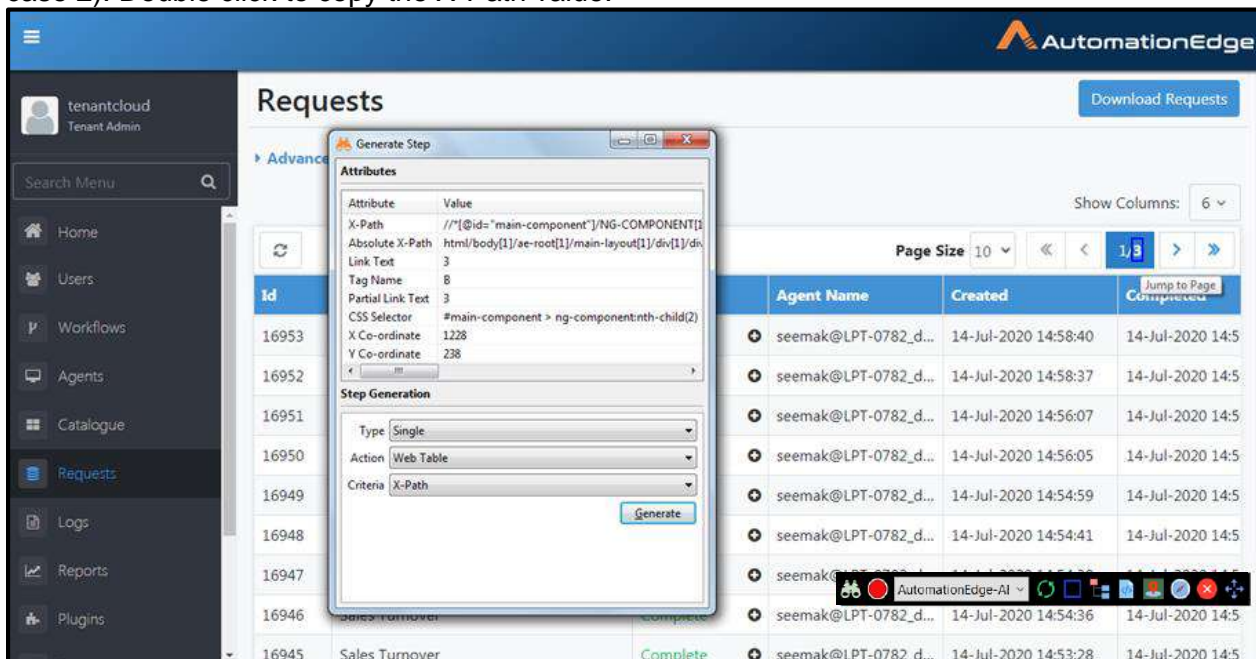 case 2). Double click to copy the X-Path value.
AutomationEdge
tenantcloud
Tenant Admin
Requests
Download Requests
Generate Step
Advance
Attributes
Search Menu
Attribute Value
X-Path //*[@id="main-component"]/NG-COMPONENT[1
Absolute X-Path html/body[1]/ae-root[1]/main-layout[1]/div[1]/div
Link Text 3
Tag Name B
Partial Link Text 3
CSS Selector #main-component > ng-component:nth-child(2)
X Co-ordinate 1228
Y Co-ordinate 238
Show Columns: 6
Home
Page Size 10 « < 1/3 > »
Jump to Page
Users
Id Agent Name Created Completed
Workflows
16953 seemak@LPT-0782_d... 14-Jul-2020 14:58:40 14-Jul-2020 14:5
Agents
16952 seemak@LPT-0782_d... 14-Jul-2020 14:58:37 14-Jul-2020 14:5
Step Generation
Catalogue
16951 seemak@LPT-0782_d... 14-Jul-2020 14:56:07 14-Jul-2020 14:5
Type Single
16950 seemak@LPT-0782_d... 14-Jul-2020 14:56:05 14-Jul-2020 14:5
Action Web Table
Requests
Criteria X-Path
16949 seemak@LPT-0782_d... 14-Jul-2020 14:54:59 14-Jul-2020 14:5
Generate
Logs
16948 seemak@LPT-0782_d... 14-Jul-2020 14:54:41 14-Jul-2020 14:5
Reports
16947 seemak
AutomationEdge-AI
Plugins
16946 Sales Turnover Complete seemak@LPT-0782_d... 14-Jul-2020 14:54:36 14-Jul-2020 14:5
16945 Sales Turnover Complete seemak@LPT-0782_d... 14-Jul-2020 14:53:28 14-Jul-2020 14:5